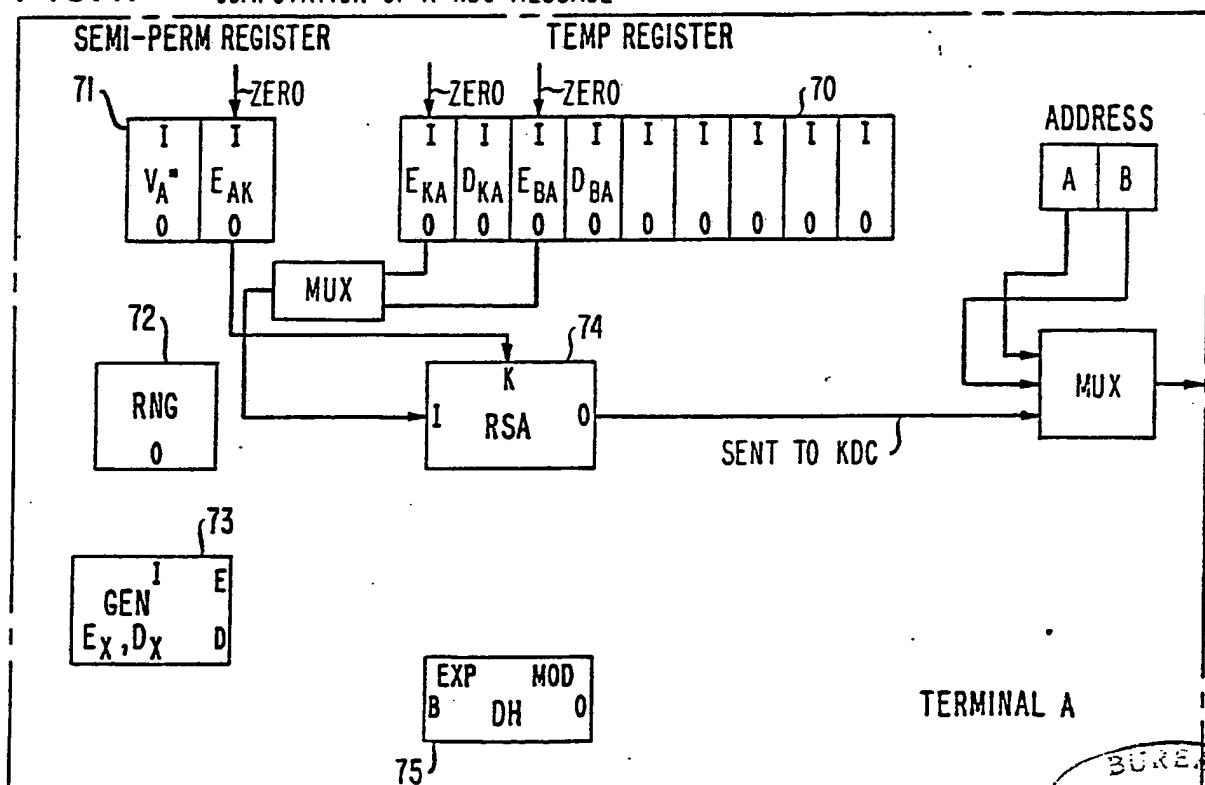 SEMI-PERM REGISTER TEMP REGISTER
71 ZERO ZERO ZERO 70
ADDRESS
I I I I I I I I I I I
V_A* E_AK E_KA D_KA E_BA D_BA
0 0 0 0 0 0 0 0 0 0 0
A B
MUX
72 74
RNG
0
K
I RSA 0
MUX
SENT TO KDC
73
I E
GEN
E_X, D_X D
EXP MOD
B DH 0
75
TERMINAL A